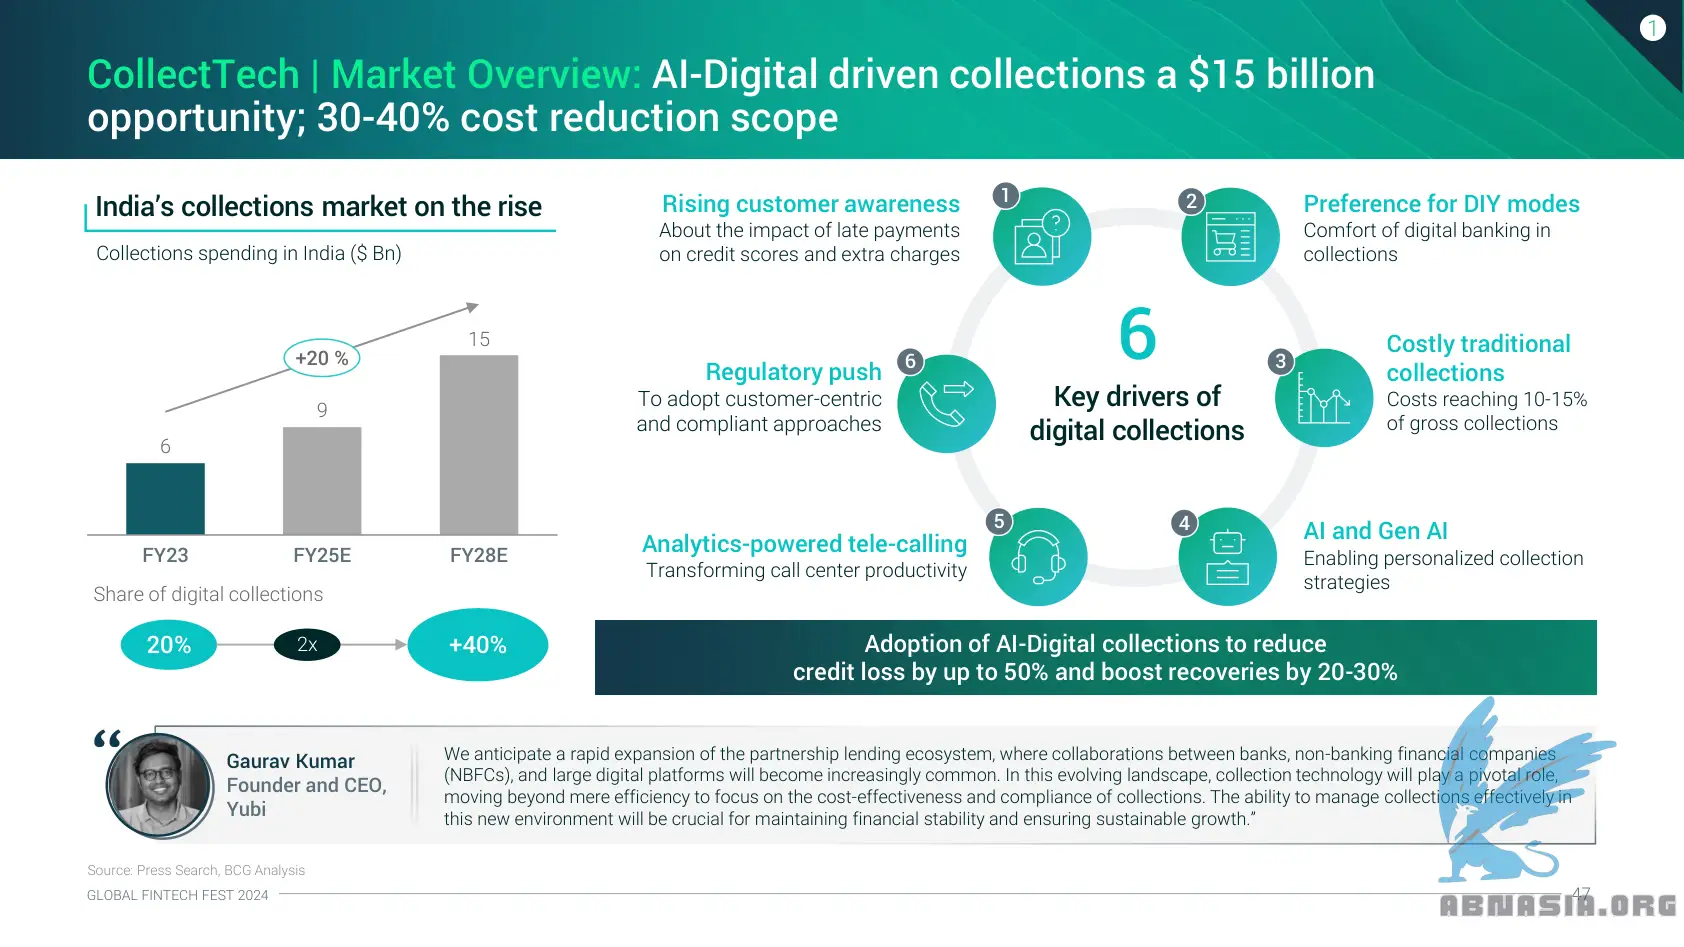 1
CollectTech | Market Overview: AI-Digital driven collections a $15 billion
opportunity; 30-40% cost reduction scope
India's collections market on the rise
Collections spending in India ($ Bn)
+20 %
6
9
15
FY23
FY25E
FY28E
Share of digital collections
20%
2x
+40%
1
Rising customer awareness
About the impact of late payments
on credit scores and extra charges
2
Preference for DIY modes
Comfort of digital banking in
collections
3
Costly traditional
collections
Costs reaching 10-15%
of gross collections
4
AI and Gen AI
Enabling personalized collection
strategies
5
Analytics-powered tele-calling
Transforming call center productivity
6
Regulatory push
To adopt customer-centric
and compliant approaches
6
Key drivers of
digital collections
Adoption of AI-Digital collections to reduce
credit loss by up to 50% and boost recoveries by 20-30%
“
Gaurav Kumar
Founder and CEO,
Yubi
We anticipate a rapid expansion of the partnership lending ecosystem, where collaborations between banks, non-banking financial companies
(NBFCs), and large digital platforms will become increasingly common. In this evolving landscape, collection technology will play a pivotal role,
moving beyond mere efficiency to focus on the cost-effectiveness and compliance of collections. The ability to manage collections effectively in
this new environment will be crucial for maintaining financial stability and ensuring sustainable growth.”
Source: Press Search, BCG Analysis
GLOBAL FINTECH FEST 2024
47
ABNASIA.ORG